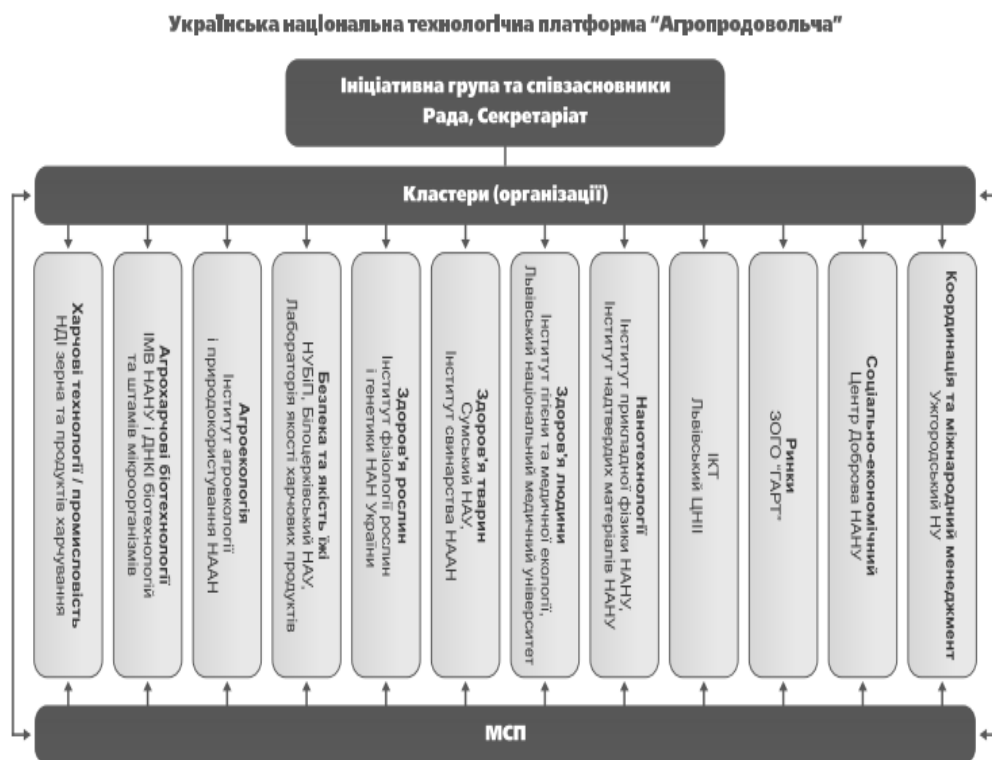 Українська національна технологічна платформа “Агропродовольча”
Ініціативна група та співзасновники
Рада, Секретаріат
Кластери (організації)
Харчові технології / промисловість
НДІ зерна та продуктів харчування
Агрохарчові біотехнології
ІМВ НАНУ і ДНКІ біотехнологій
та штамів мікроорганізмів
Агроекологія
Інститут агроекології
і природокористування НААН
Безпека та якість їжі
НУБіП, Білоцерківський НАУ,
Лабораторія якості харчових продуктів
Здоров'я рослин
Інститут фізіології рослин
і генетики НАН України
Здоров'я тварин
Сумський НАУ,
Інститут свинарства НААН
Здоров'я людини
Інститут гігієни та медичної екології,
Львівський національний медичний університет
Нанотехнології
Інститут прикладної фізики НАНУ,
Інститут надтвердих матеріалів НАНУ
ІКТ
Львівський ЦНІІ
Ринки
ЗОГО “ГАРТ”
Соціально-економічний
Центр Доброва НАНУ
Координація та міжнародний менеджмент
Ужгородський НУ
МСП